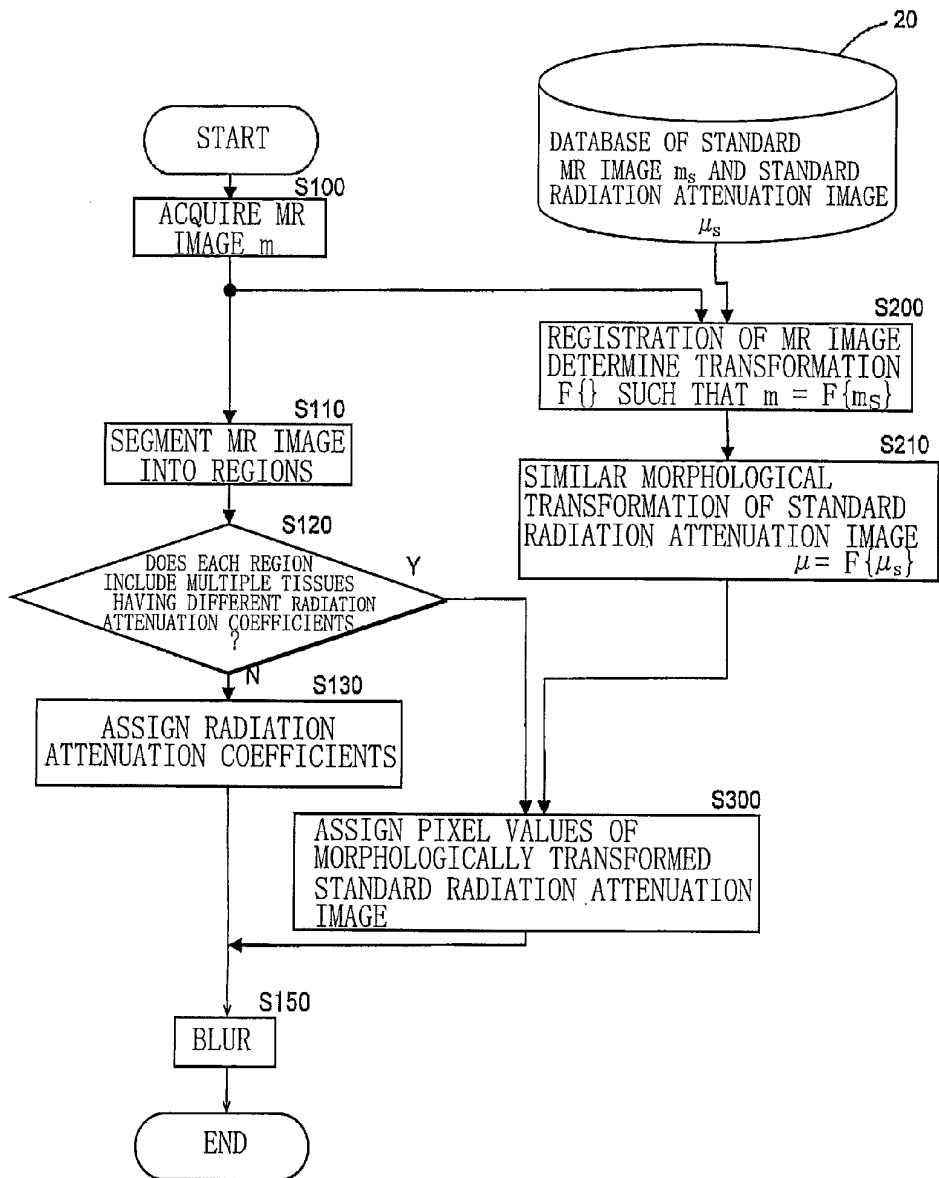 20
DATABASE OF STANDARD
MR IMAGE mS AND STANDARD
RADIATION ATTENUATION IMAGE
μS
START
S100
ACQUIRE MR
IMAGE m
S200
REGISTRATION OF MR IMAGE
DETERMINE TRANSFORMATION
F{} SUCH THAT m = F{mS}
S110
SEGMENT MR IMAGE
INTO REGIONS
S210
SIMILAR MORPHOLOGICAL
TRANSFORMATION OF STANDARD
RADIATION ATTENUATION IMAGE
μ= F{μS}
S120
DOES EACH REGION
INCLUDE MULTIPLE TISSUES
HAVING DIFFERENT RADIATION
ATTENUATION COEFFICIENTS
?
Y
N
S130
ASSIGN RADIATION
ATTENUATION COEFFICIENTS
S300
ASSIGN PIXEL VALUES OF
MORPHOLOGICALLY TRANSFORMED
STANDARD RADIATION ATTENUATION
IMAGE
S150
BLUR
END